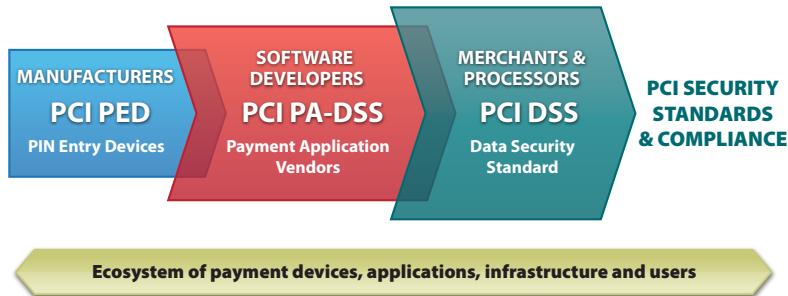 MANUFACTURERS
PCI PED
PIN Entry Devices
SOFTWARE
DEVELOPERS
PCI PA-DSS
Payment Application
Vendors
MERCHANTS &
PROCESSORS
PCI DSS
Data Security
Standard
PCI SECURITY
STANDARDS
& COMPLIANCE
Ecosystem of payment devices, applications, infrastructure and users